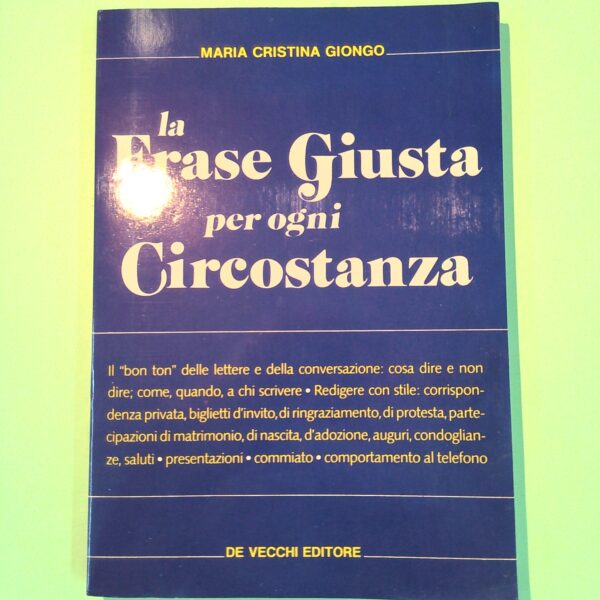 MARIA CRISTINA GIONGO
la
Frase Giusta
per ogni
Circostanza
Il "bon ton" delle lettere e della conversazione: cosa dire e non
dire; come, quando, a chi scrivere • Redigere con stile: corrispon-
denza privata, biglietti d'invito, di ringraziamento, di protesta, parte-
cipazioni di matrimonio, di nascita, d'adozione, auguri, condoglian-
ze, saluti • presentazioni • commiato • comportamento al telefono
DE VECCHI EDITORE